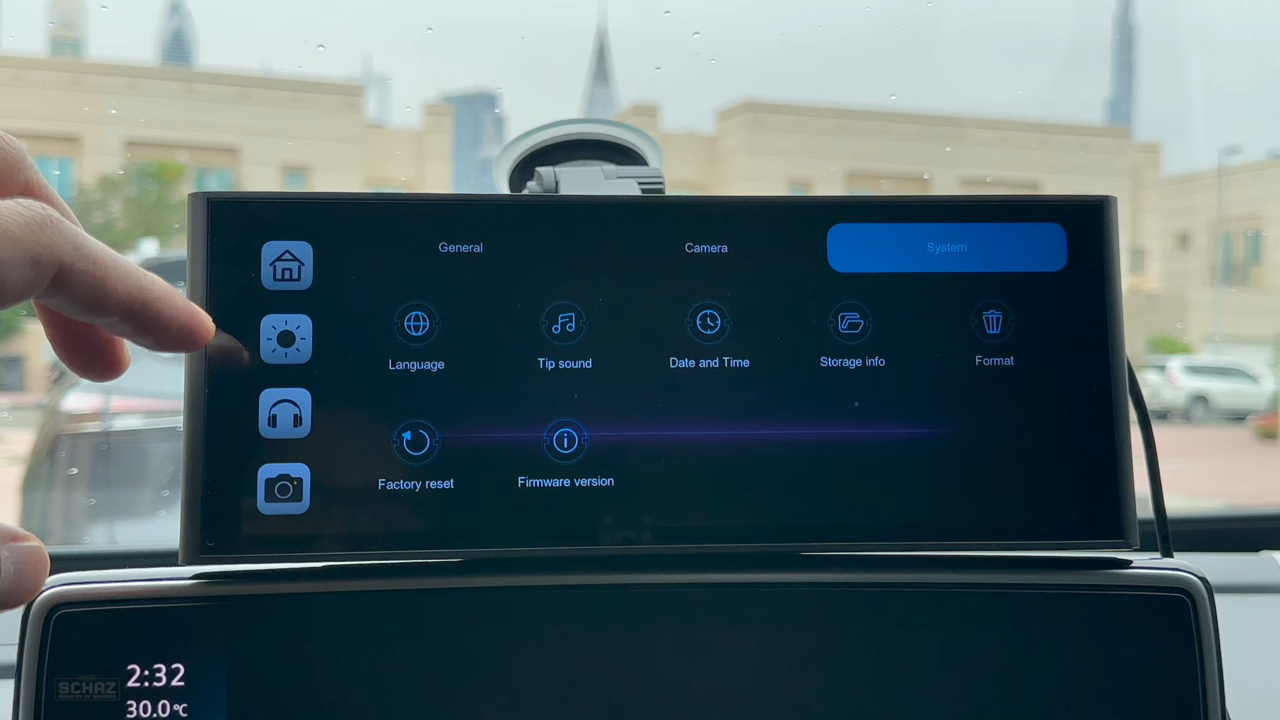 General Camera System
Language Tip sound Date and Time Storage info Format
Factory reset Firmware version
2:32
SCHAZ
30.0°C